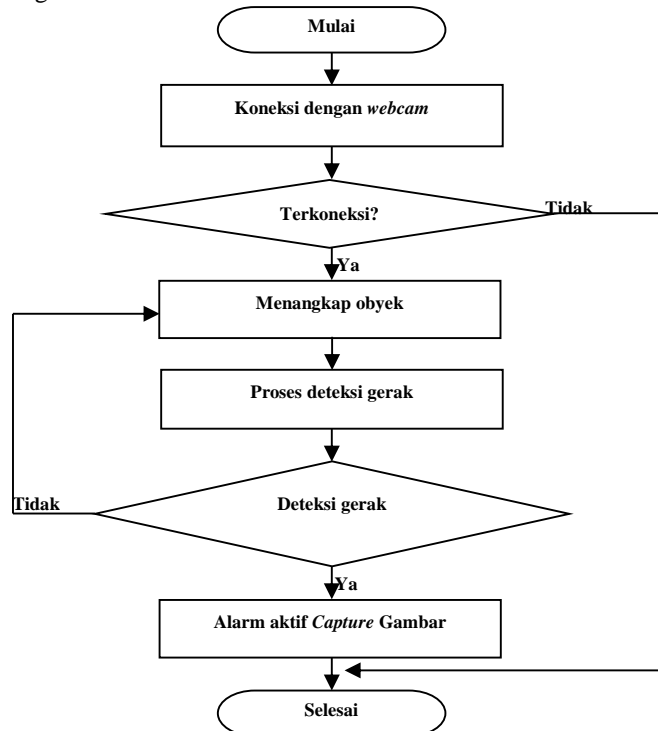 Mulai
Koneksi dengan webcam
Terkoneksi?
Tidak
Ya
Menangkap obyek
Proses deteksi gerak
Deteksi gerak
Tidak
Ya
Alarm aktif Capture Gambar
Selesai